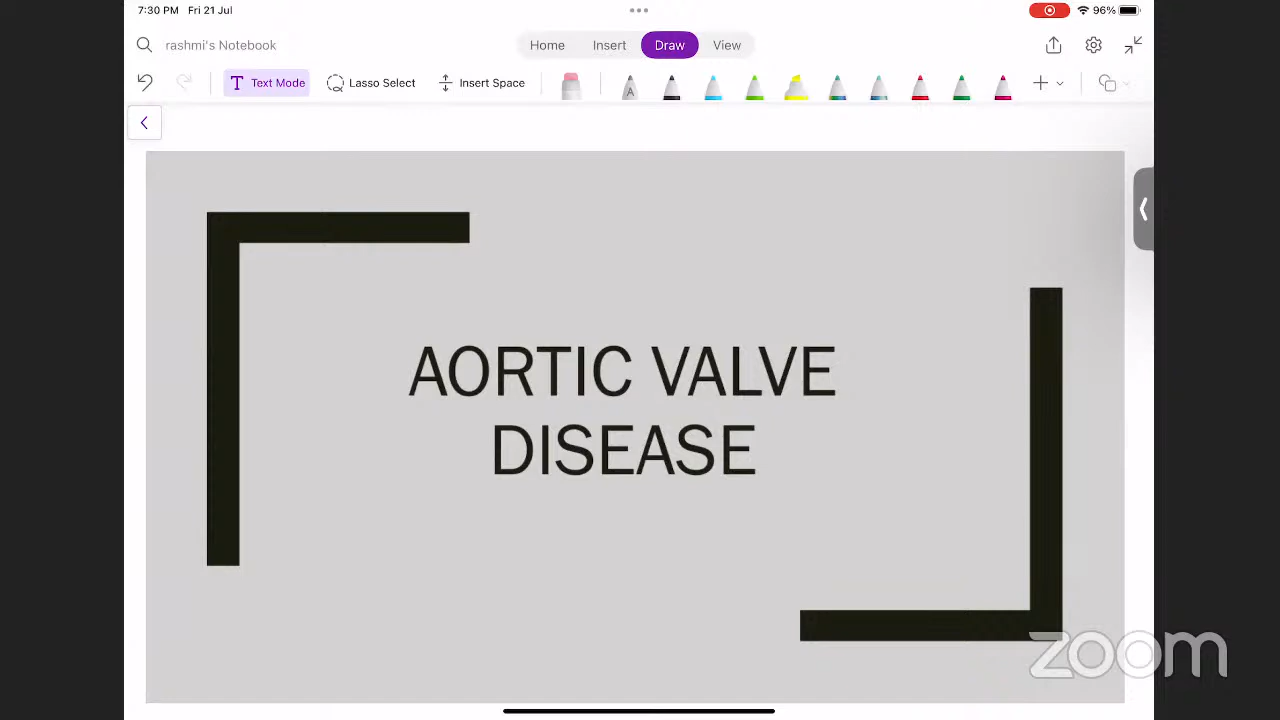 7:30 PM Fri 21 Jul
96%
rashmi's Notebook
Home Insert Draw View
T Text Mode Lasso Select Insert Space
A
AORTIC VALVE
DISEASE
zoom